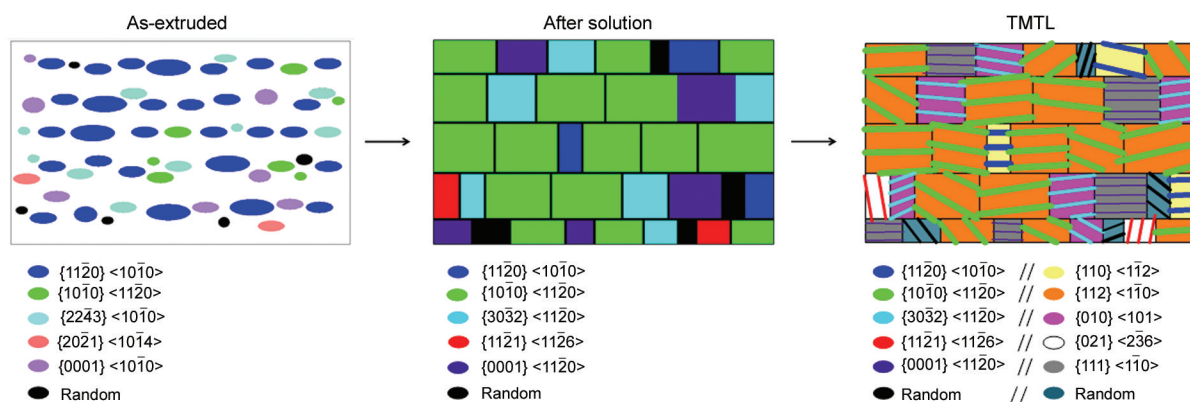 As-extruded
{112̄0} <101̄0>
{101̄0} <112̄0>
{224̄3} <101̄0>
{202̄1} <101̄4>
{0001} <101̄0>
Random
After solution
{112̄0} <101̄0>
{101̄0} <112̄0>
{303̄2} <112̄0>
{112̄1} <112̄6>
{0001} <112̄0>
Random
TMTL
{112̄0} <101̄0> // {110} <11̄2>
{101̄0} <112̄0> // {112} <11̄0>
{303̄2} <112̄0> // {010} <101>
{112̄1} <112̄6> // {021} <23̄6>
{0001} <112̄0> // {111} <11̄0>
Random // Random